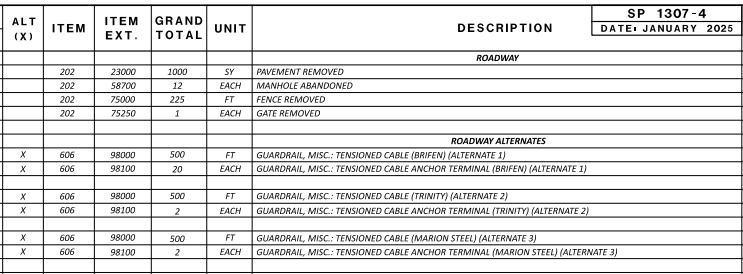 SP 1307-4
DATE: JANUARY 2025
ALT (X) ITEM ITEM EXT. GRAND TOTAL UNIT DESCRIPTION
ROADWAY
202 23000 1000 SY PAVEMENT REMOVED
202 58700 12 EACH MANHOLE ABANDONED
202 75000 225 FT FENCE REMOVED
202 75250 1 EACH GATE REMOVED
ROADWAY ALTERNATES
X 606 98000 500 FT GUARDRAIL, MISC.: TENSIONED CABLE (BRIFEN) (ALTERNATE 1)
X 606 98100 20 EACH GUARDRAIL, MISC.: TENSIONED CABLE ANCHOR TERMINAL (BRIFEN) (ALTERNATE 1)
X 606 98000 500 FT GUARDRAIL, MISC.: TENSIONED CABLE (TRINITY) (ALTERNATE 2)
X 606 98100 2 EACH GUARDRAIL, MISC.: TENSIONED CABLE ANCHOR TERMINAL (TRINITY) (ALTERNATE 2)
X 606 98000 500 FT GUARDRAIL, MISC.: TENSIONED CABLE (MARION STEEL) (ALTERNATE 3)
X 606 98100 2 EACH GUARDRAIL, MISC.: TENSIONED CABLE ANCHOR TERMINAL (MARION STEEL) (ALTERNATE 3)